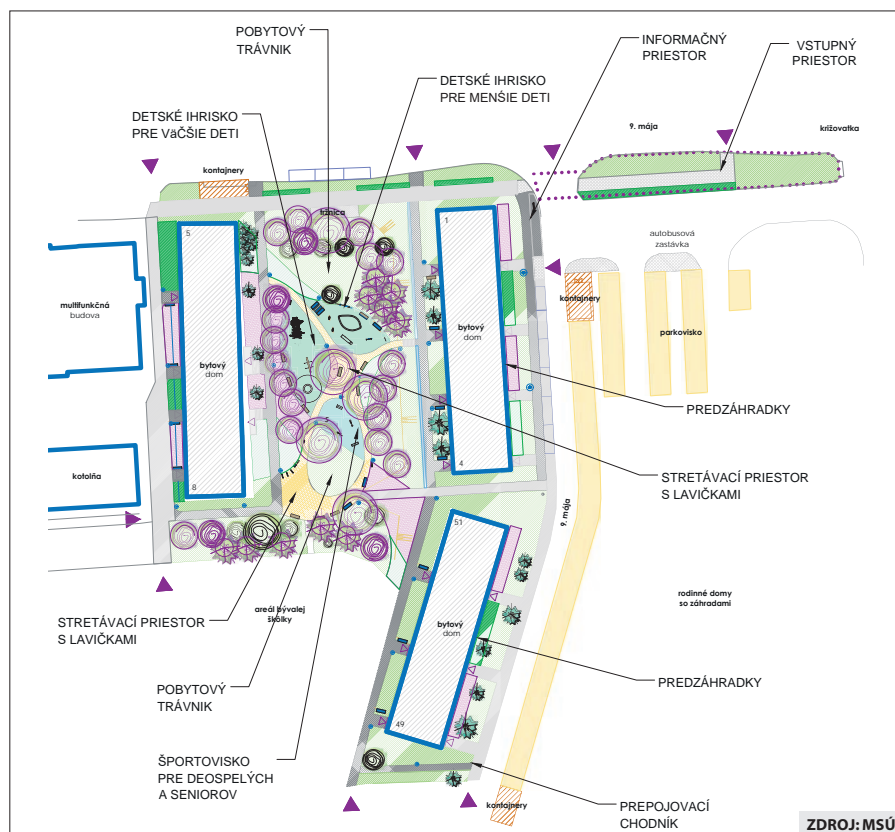 POBYTOVÝ
TRÁVNIK
INFORMAČNÝ
PRIESTOR
VSTUPNÝ
PRIESTOR
DETSKÉ IHRISKO
PRE MENŠIE DETI
DETSKÉ IHRISKO
PRE VäČŠIE DETI
9. mája
križovatka
kontajnery
tržnica
5
1
autobusová
zastávka
multifunkčná
budova
kontajnery
parkovisko
bytový
dom
bytový
dom
PREDZÁHRADKY
kotolňa
8
4
STRETÁVACÍ PRIESTOR
S LAVIČKAMI
9. mája
51
rodinné domy
so záhradami
areál bývalej
škôlky
STRETÁVACÍ PRIESTOR
S LAVIČKAMI
bytový
dom
PREDZÁHRADKY
POBYTOVÝ
TRÁVNIK
49
ŠPORTOVISKO
PRE DEOSPELÝCH
A SENIOROV
kontajnery
PREPOJOVACÍ
CHODNÍK
ZDROJ: MSÚ